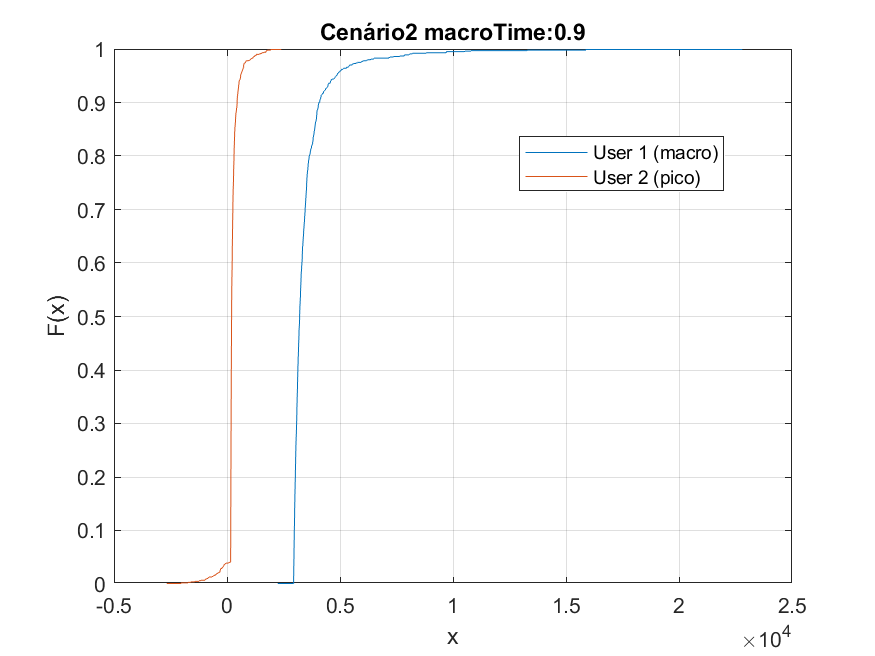 Cenário2 macroTime:0.9
1
0.9
0.8
0.7
0.6
0.5
0.4
0.3
0.2
0.1
0
F(x)
User 1 (macro)
User 2 (pico)
-0.5 0 0.5 1 1.5 2 2.5
x
×10⁴